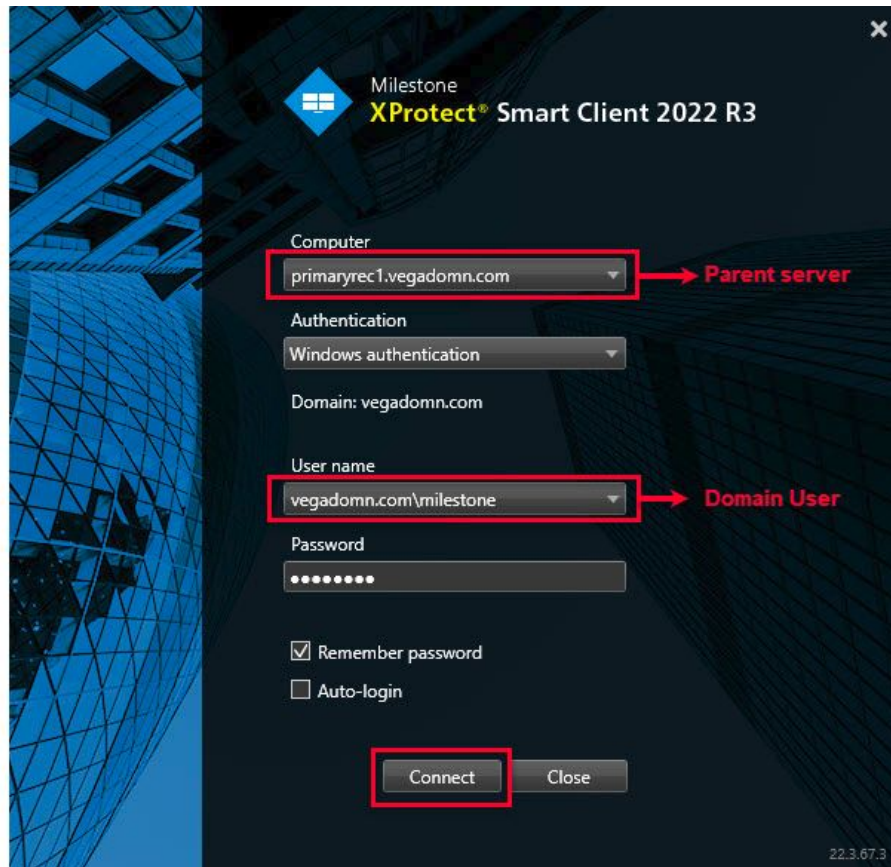 Milestone
XProtect® Smart Client 2022 R3
Computer
primaryrec1.vegadomn.com
Parent server
Authentication
Windows authentication
Domain: vegadomn.com
User name
vegadomn.com\milestone
Domain User
Password
Remember password
Auto-login
Connect Close
22.3.67.3